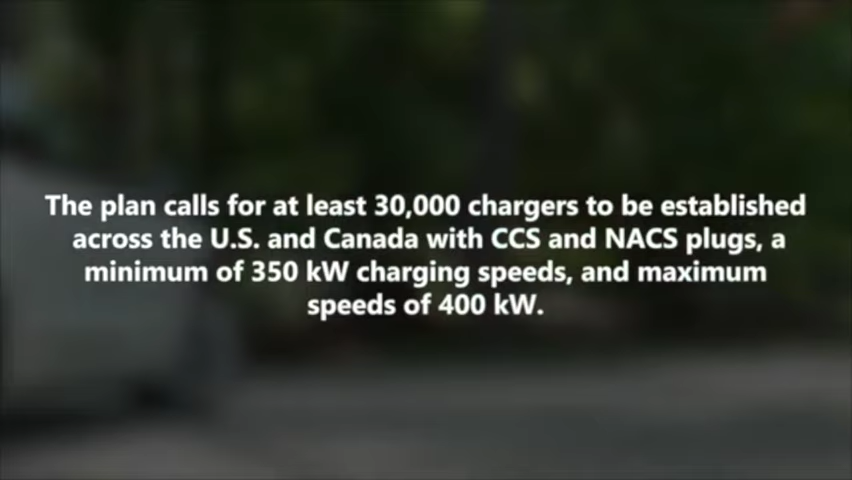 The plan calls for at least 30,000 chargers to be established
across the U.S. and Canada with CCS and NACS plugs, a
minimum of 350 kW charging speeds, and maximum
speeds of 400 kW.